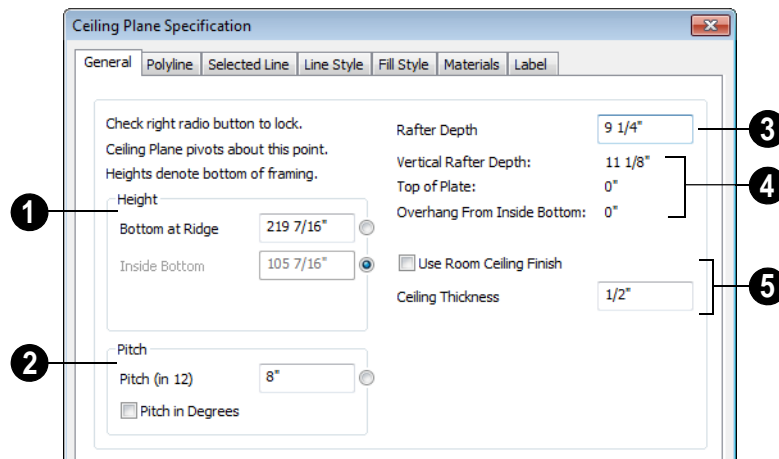 Ceiling Plane Specification
General Polyline Selected Line Line Style Fill Style Materials Label
Check right radio button to lock.
Ceiling Plane pivots about this point.
Heights denote bottom of framing.
Height
1
Bottom at Ridge 219 7/16"
Inside Bottom 105 7/16"
2
Pitch
Pitch (in 12) 8"
Pitch in Degrees
Rafter Depth 9 1/4"
3
Vertical Rafter Depth: 11 1/8"
Top of Plate: 0"
4
Overhang From Inside Bottom: 0"
Use Room Ceiling Finish
5
Ceiling Thickness 1/2"